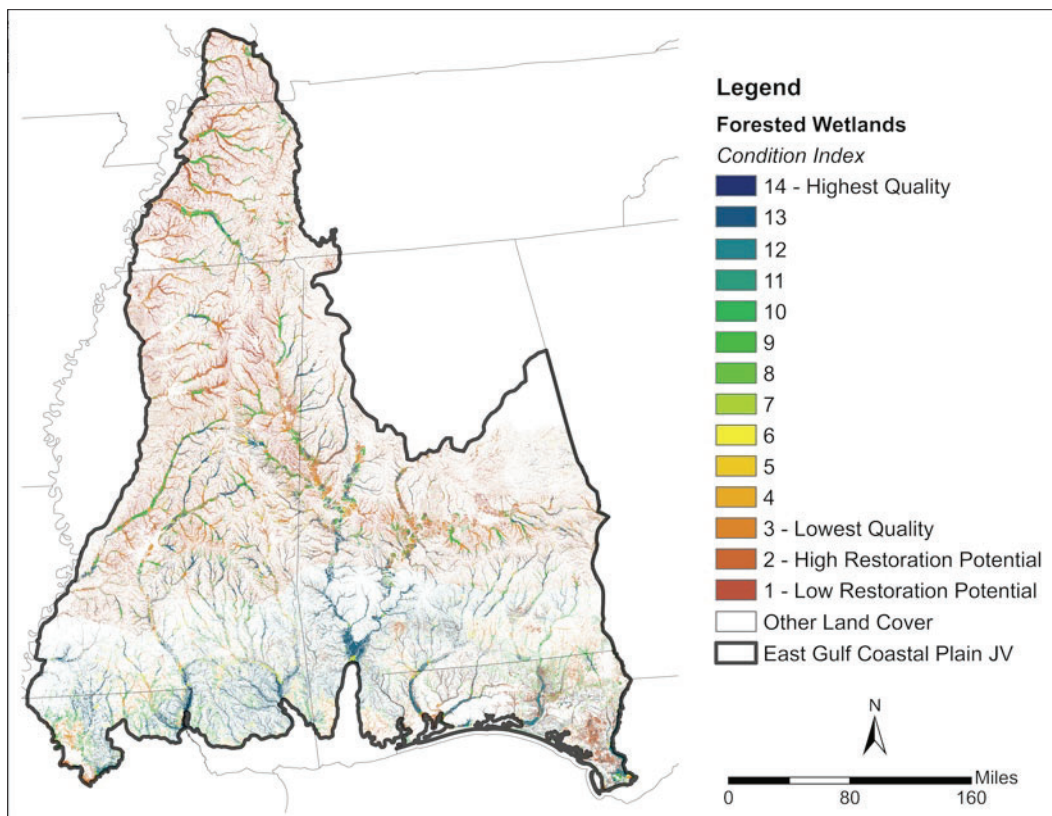 Legend
Forested Wetlands
Condition Index
14 - Highest Quality
13
12
11
10
9
8
7
6
5
4
3 - Lowest Quality
2 - High Restoration Potential
1 - Low Restoration Potential
Other Land Cover
East Gulf Coastal Plain JV
N
Miles
0 80 160